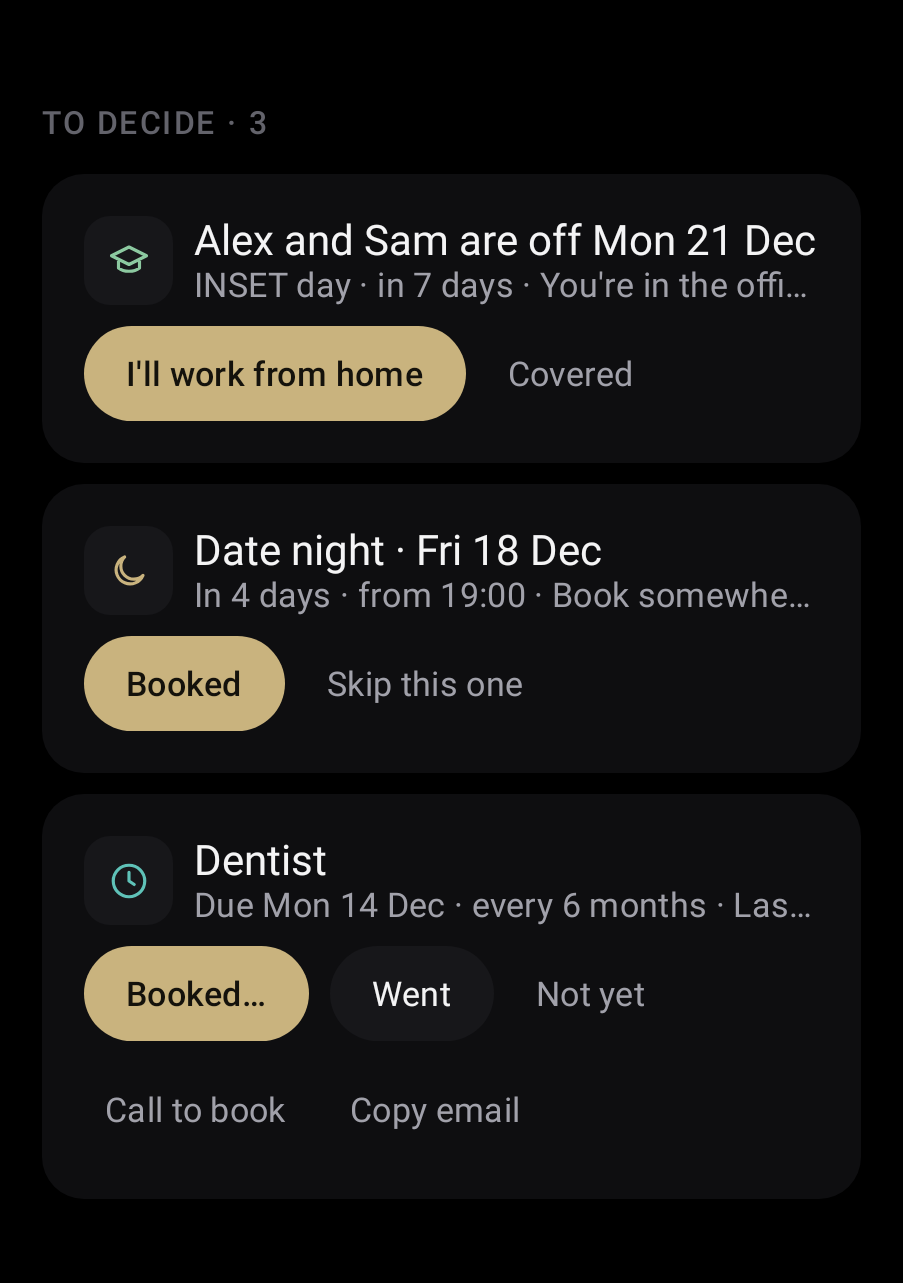 TO DECIDE · 3
Alex and Sam are off Mon 21 Dec
INSET day · in 7 days · You're in the offi…
I'll work from home
Covered
Date night · Fri 18 Dec
In 4 days · from 19:00 · Book somewhe…
Booked
Skip this one
Dentist
Due Mon 14 Dec · every 6 months · Las…
Booked…
Went
Not yet
Call to book
Copy email